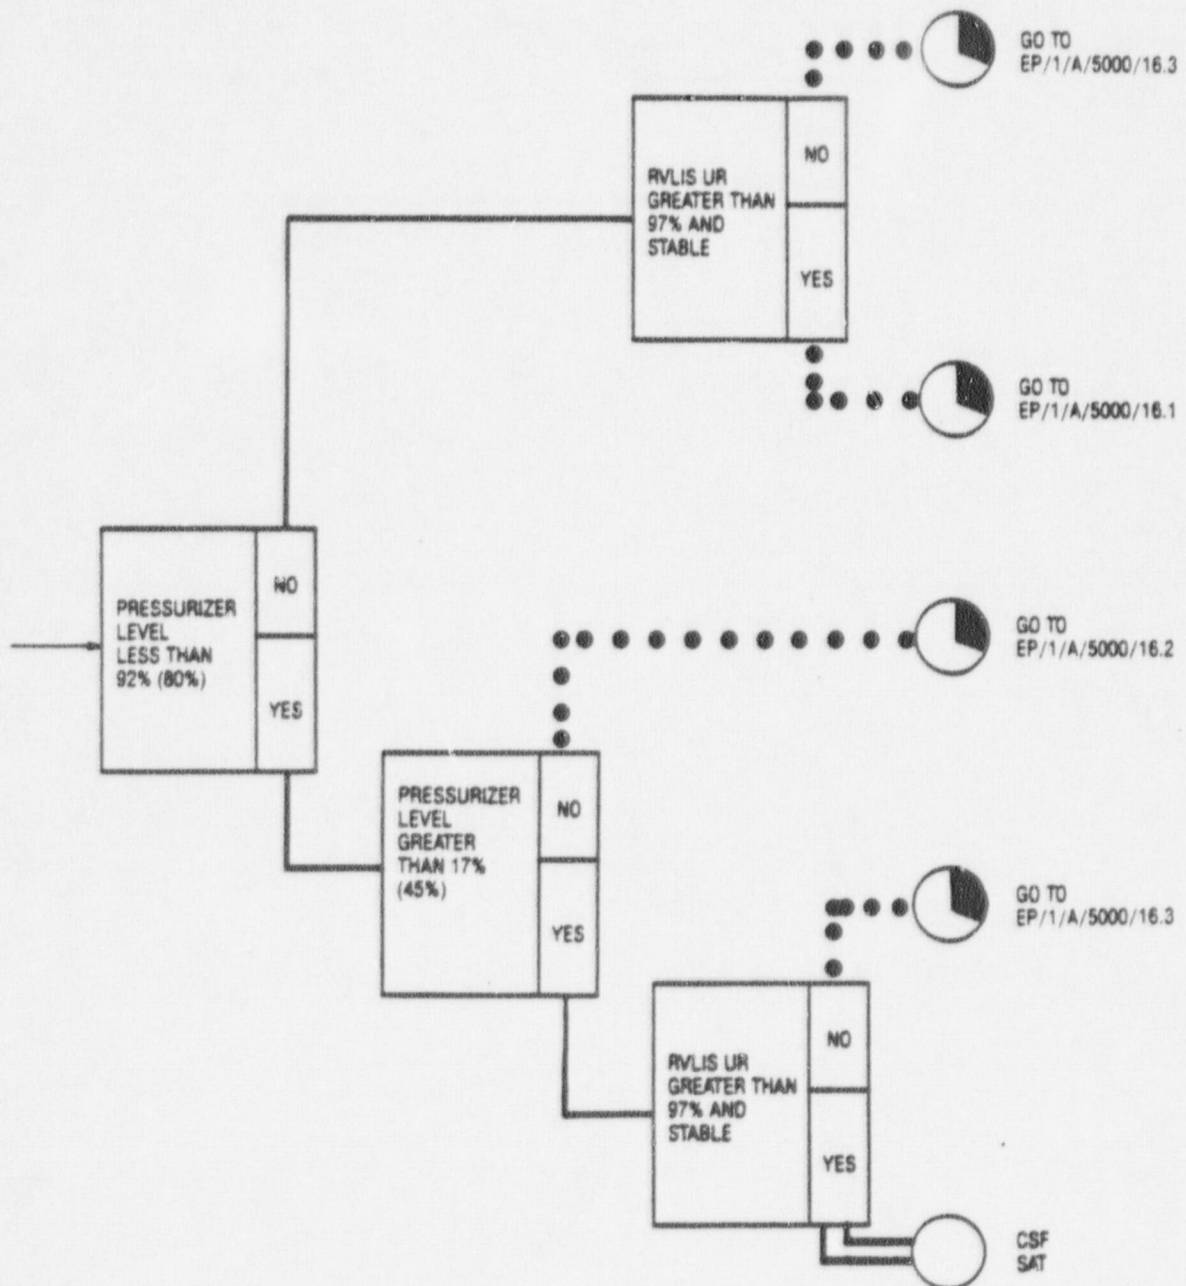 GO TO
EP/1/A/5000/16.3
RVLIS UR
GREATER THAN
97% AND
STABLE
NO
YES
GO TO
EP/1/A/5000/16.1
PRESSURIZER
LEVEL
LESS THAN
92% (80%)
NO
YES
GO TO
EP/1/A/5000/16.2
PRESSURIZER
LEVEL
GREATER
THAN 17%
(45%)
NO
YES
GO TO
EP/1/A/5000/16.3
RVLIS UR
GREATER THAN
97% AND
STABLE
NO
YES
CSF
SAT